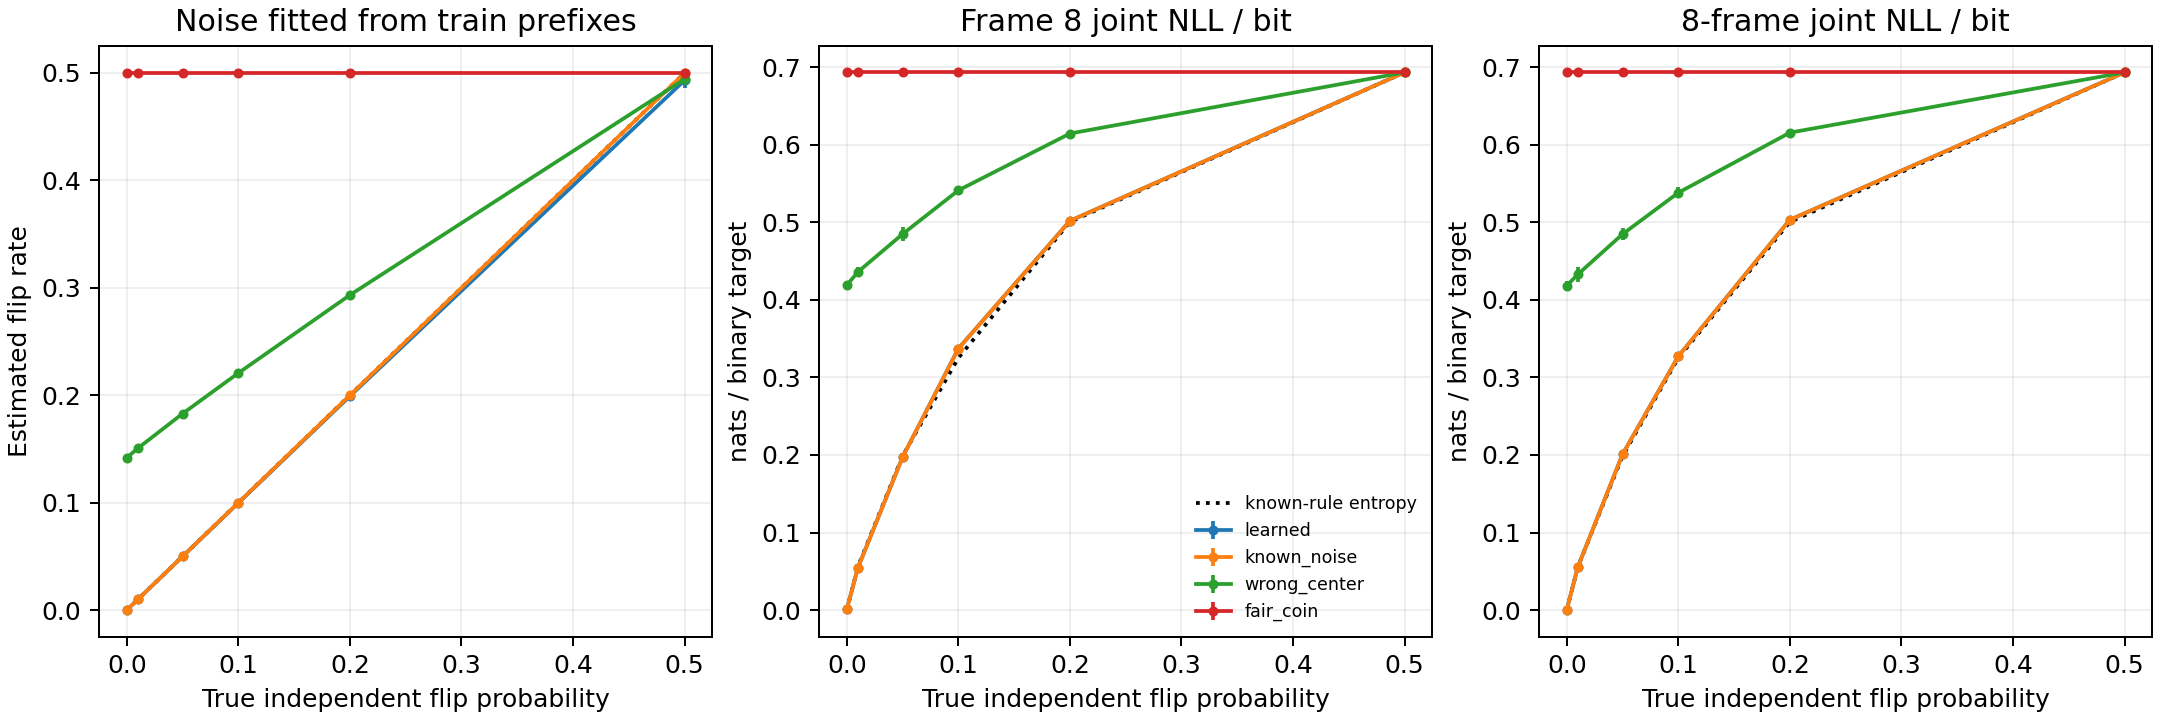 Noise fitted from train prefixes
Estimated flip rate
0.5
0.4
0.3
0.2
0.1
0.0
0.0 0.1 0.2 0.3 0.4 0.5
True independent flip probability
Frame 8 joint NLL / bit
nats / binary target
0.7
0.6
0.5
0.4
0.3
0.2
0.1
0.0
known-rule entropy
learned
known_noise
wrong_center
fair_coin
0.0 0.1 0.2 0.3 0.4 0.5
True independent flip probability
8-frame joint NLL / bit
nats / binary target
0.7
0.6
0.5
0.4
0.3
0.2
0.1
0.0
0.0 0.1 0.2 0.3 0.4 0.5
True independent flip probability